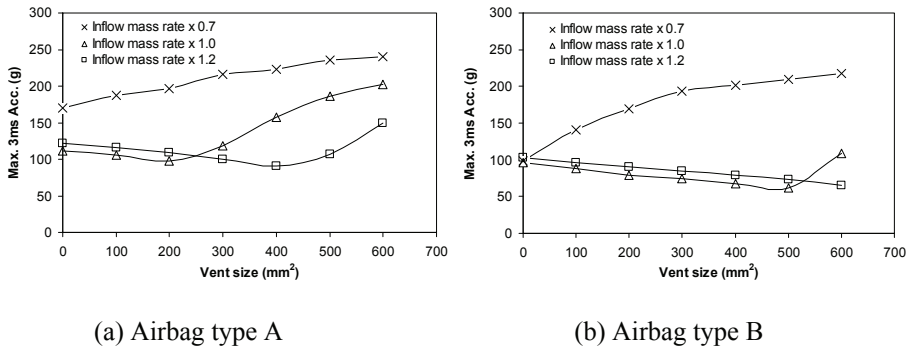 300
250
200
150
100
50
0
Max. 3ms Acc. (g)
Inflow mass rate x 0.7
Inflow mass rate x 1.0
Inflow mass rate x 1.2
0 100 200 300 400 500 600 700
Vent size (mm²)
(a) Airbag type A
300
250
200
150
100
50
0
Max. 3ms Acc. (g)
Inflow mass rate x 0.7
Inflow mass rate x 1.0
Inflow mass rate x 1.2
0 100 200 300 400 500 600 700
Vent size (mm²)
(b) Airbag type B